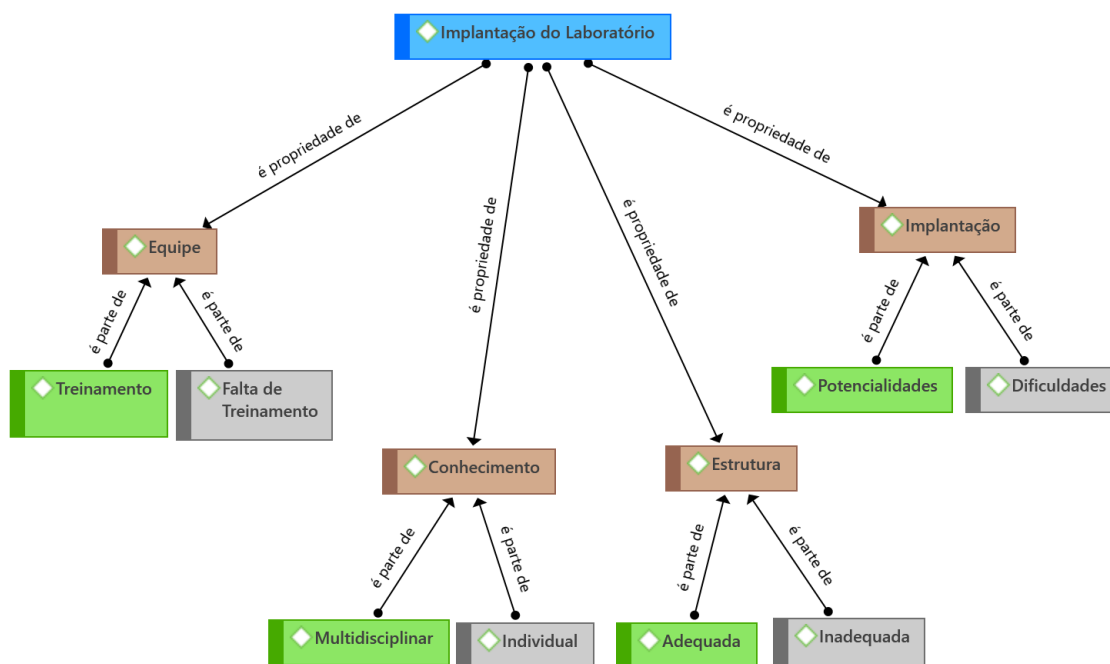 Implantação do Laboratório
é propriedade de
é propriedade de
é propriedade de
é propriedade de
Equipe
Implantação
é parte de
é parte de
é parte de
é parte de
Treinamento
Falta de
Treinamento
Potencialidades
Dificuldades
Conhecimento
Estrutura
é parte de
é parte de
é parte de
é parte de
Multidisciplinar
Individual
Adequada
Inadequada